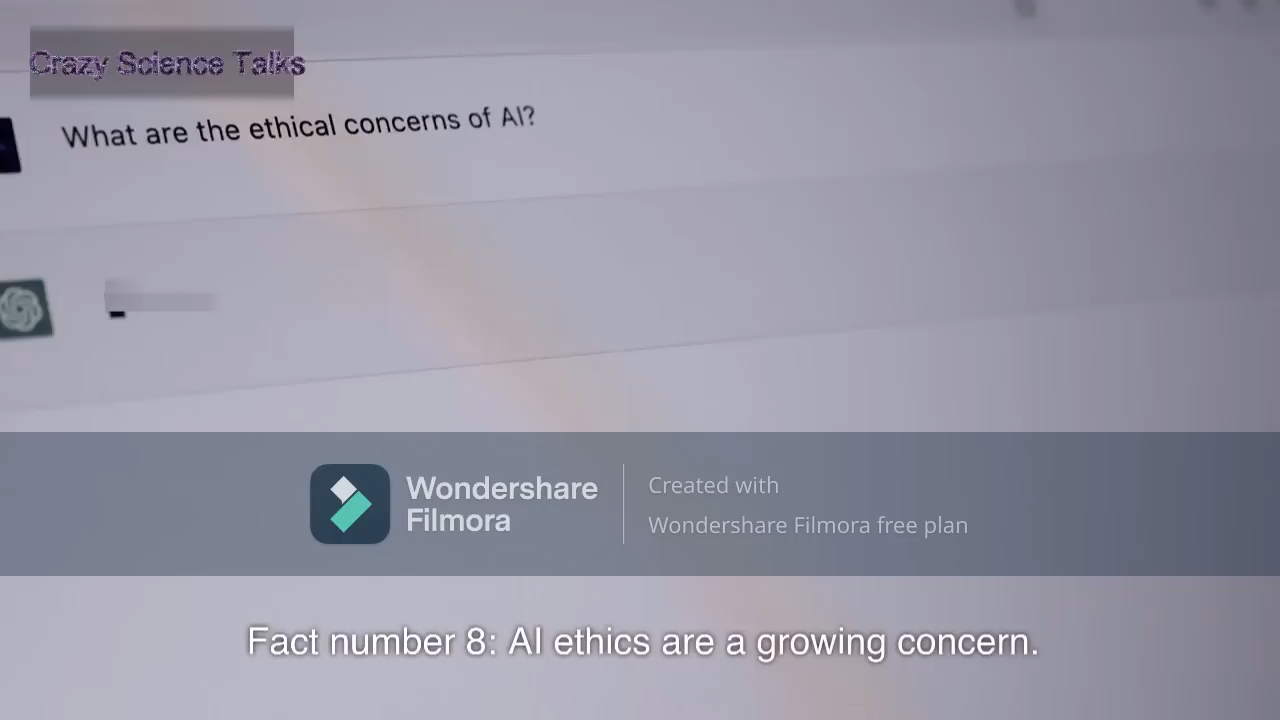 Crazy Science Talks
What are the ethical concerns of AI?
Wondershare
Filmora
Created with
Wondershare Filmora free plan
Fact number 8: AI ethics are a growing concern.